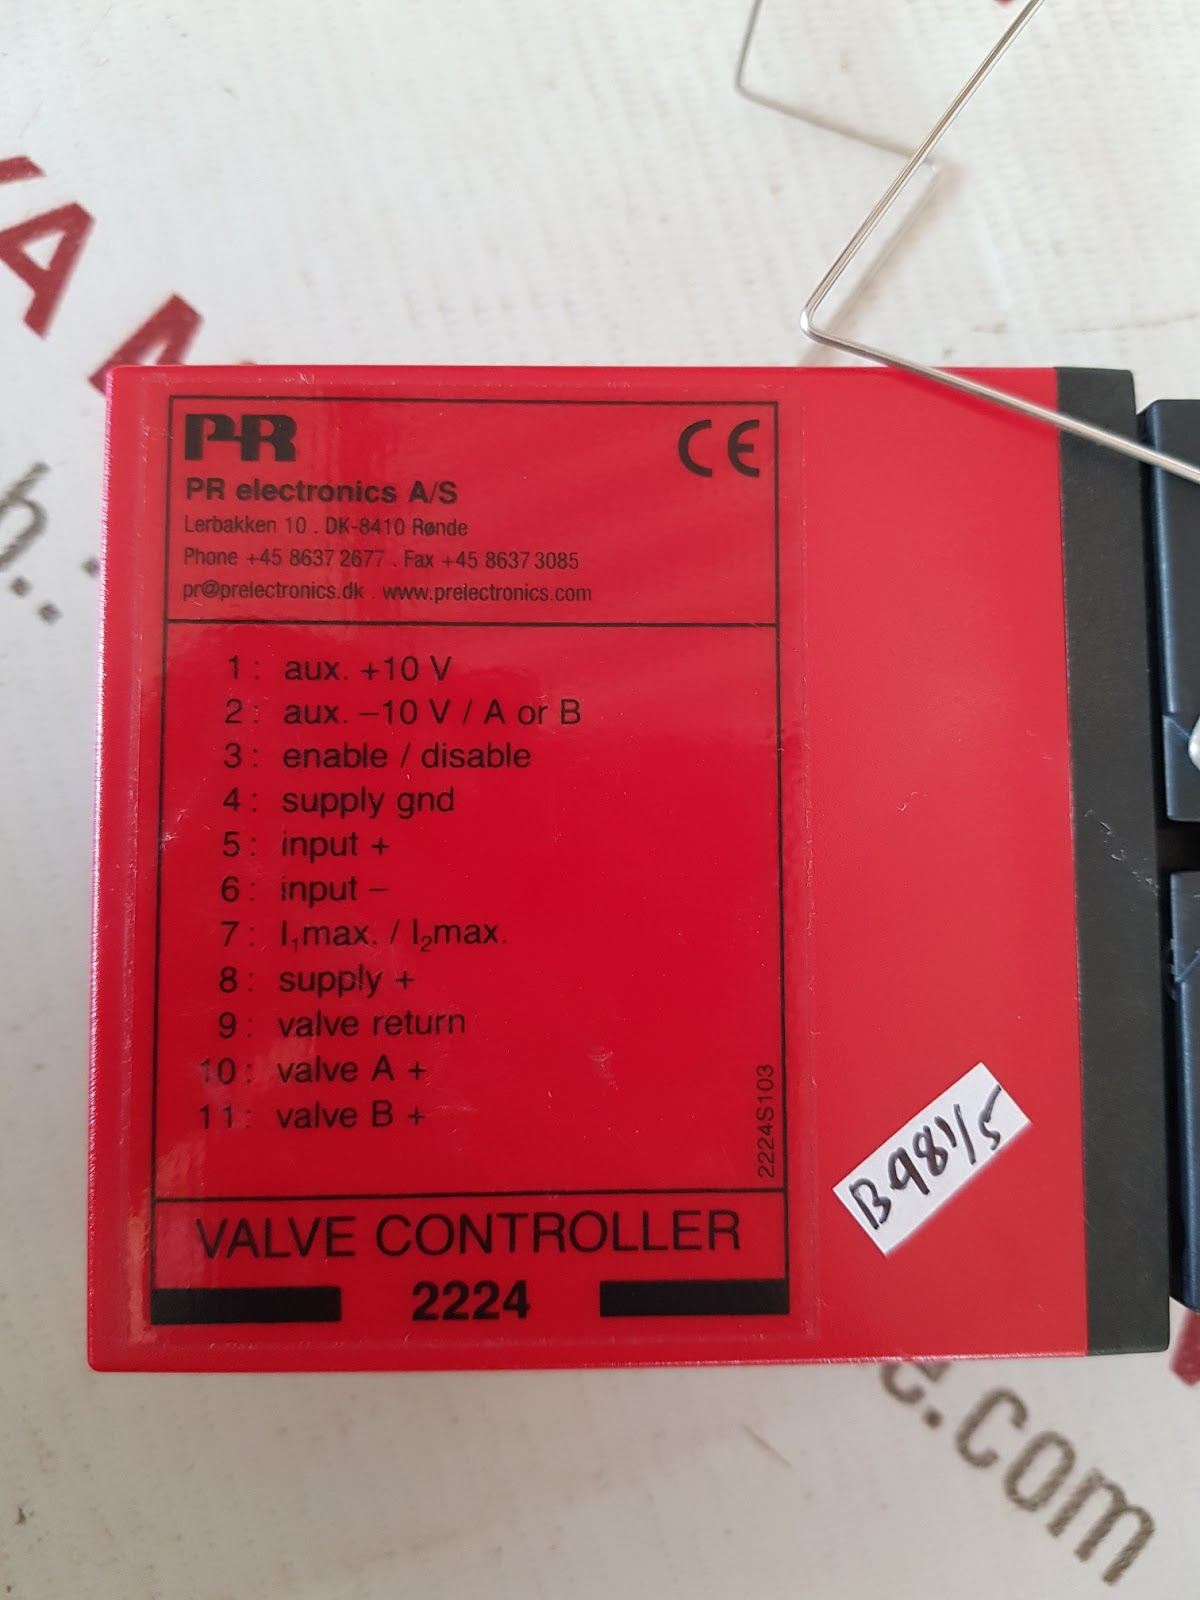 PR
CE
PR electronics A/S
Lerbakken 10 . DK-8410 Rønde
Phone +45 8637 2677 . Fax +45 8637 3085
pr@prelectronics.dk www.prelectronics.com
1: aux. +10 V
2: aux. –10 V / A or B
3: enable / disable
4: supply gnd
5: input +
6: input –
7: I₁max. / I₂max.
8: supply +
9: valve return
10: valve A +
11: valve B +
2224S103
VALVE CONTROLLER
2224
e.com